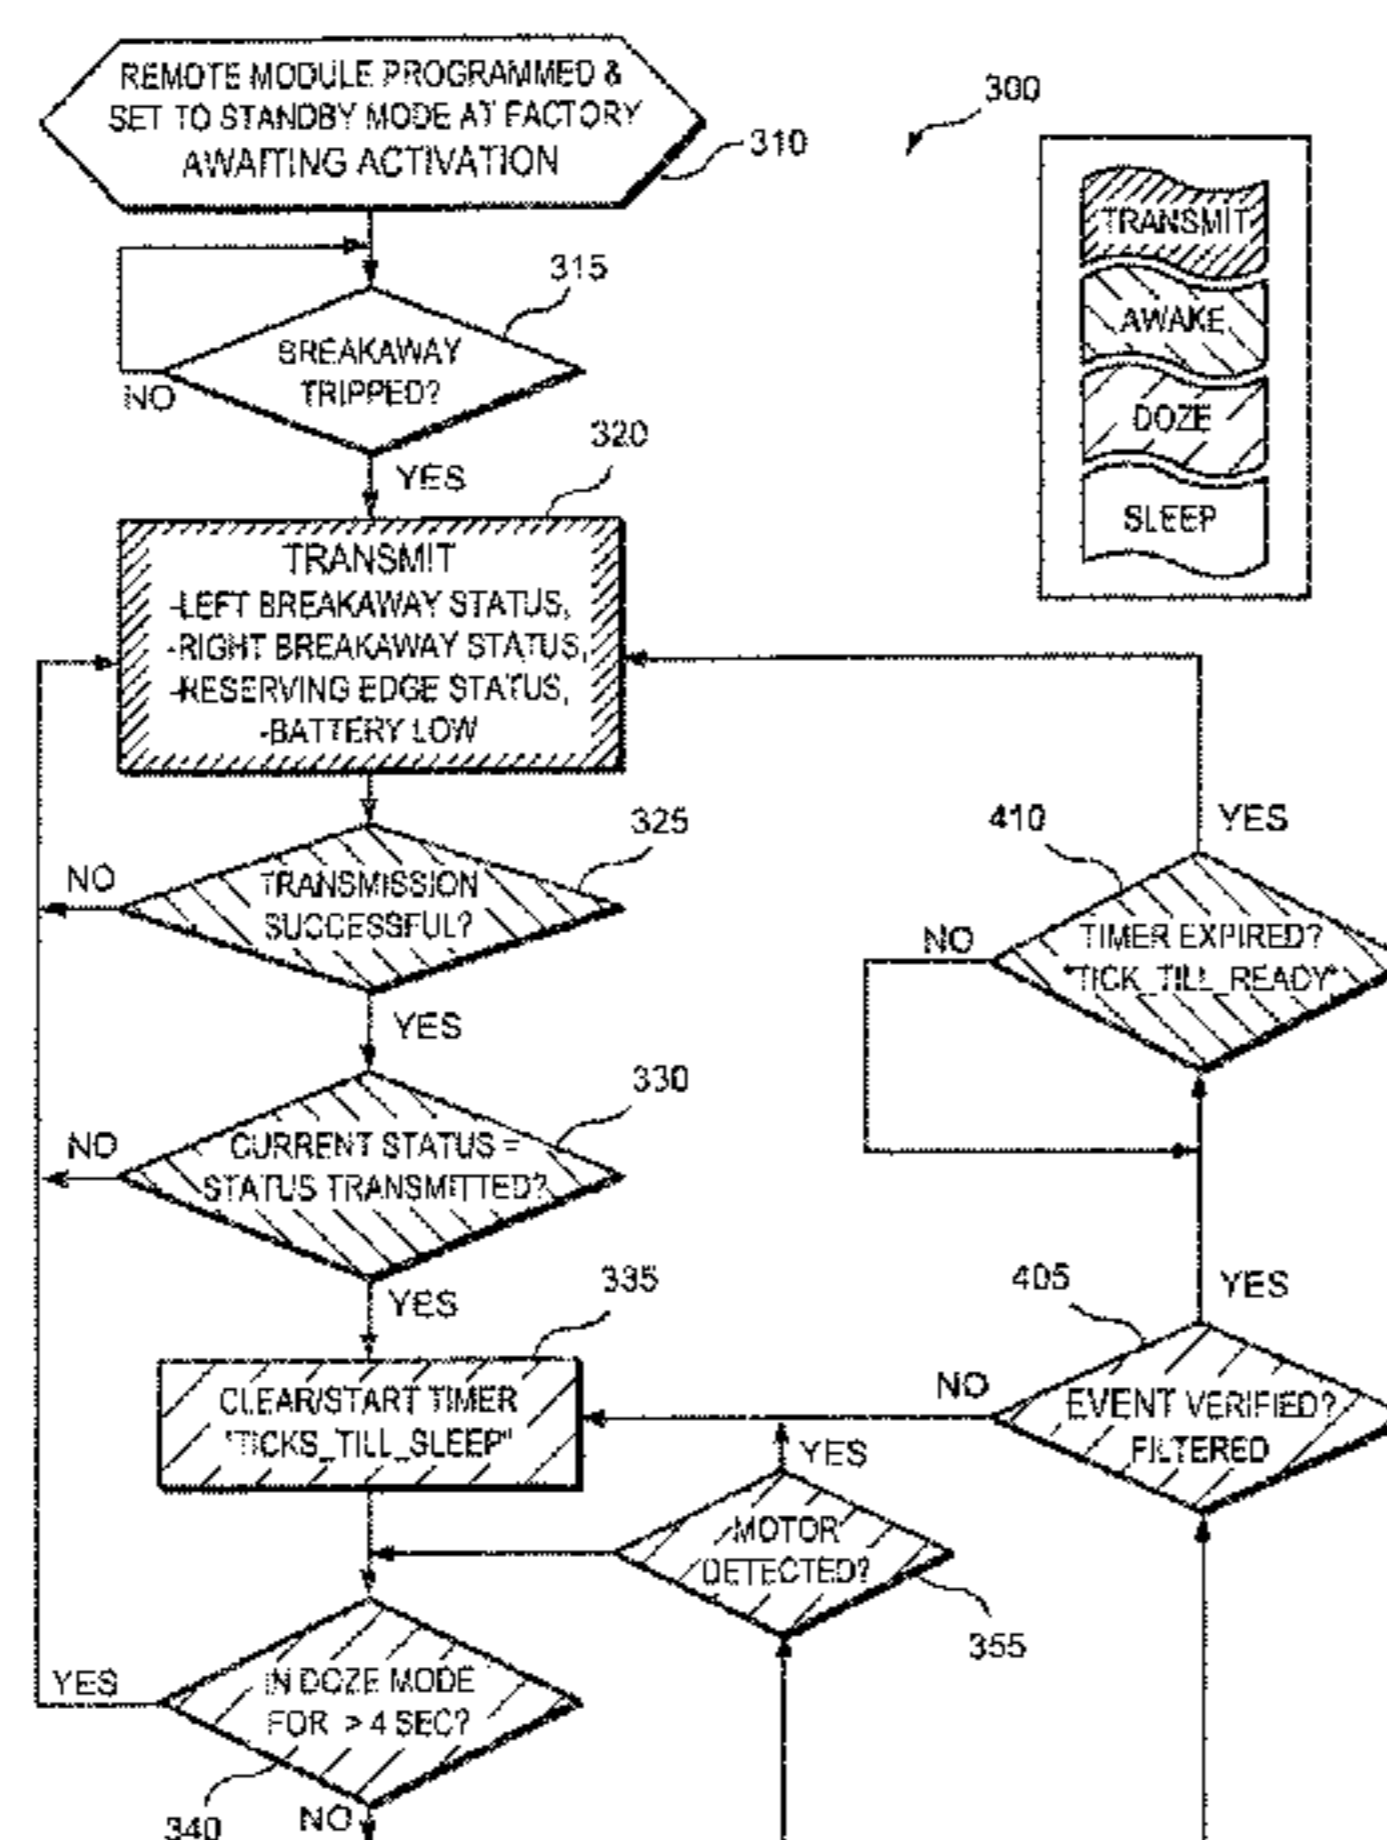 REMOTE MODULE PROGRAMMED &
SET TO STANDBY MODE AT FACTORY
AWAITING ACTIVATION
310
300
TRANSMIT
AWAKE
DOZE
SLEEP
315
BREAKAWAY
TRIPPED?
NO
YES
320
TRANSMIT
-LEFT BREAKAWAY STATUS,
-RIGHT BREAKAWAY STATUS,
-RESERVING EDGE STATUS,
-BATTERY LOW
325
TRANSMISSION
SUCCESSFUL?
NO
YES
330
CURRENT STATUS =
STATUS TRANSMITTED?
NO
YES
335
CLEAR/START TIMER
"TICKS_TILL_SLEEP"
IN DOZE MODE
FOR > 4 SEC?
YES
340
NO
MOTOR
DETECTED?
YES
355
405
EVENT VERIFIED?
FILTERED
NO
YES
410
TIMER EXPIRED?
"TICK_TILL_READY"
NO
YES